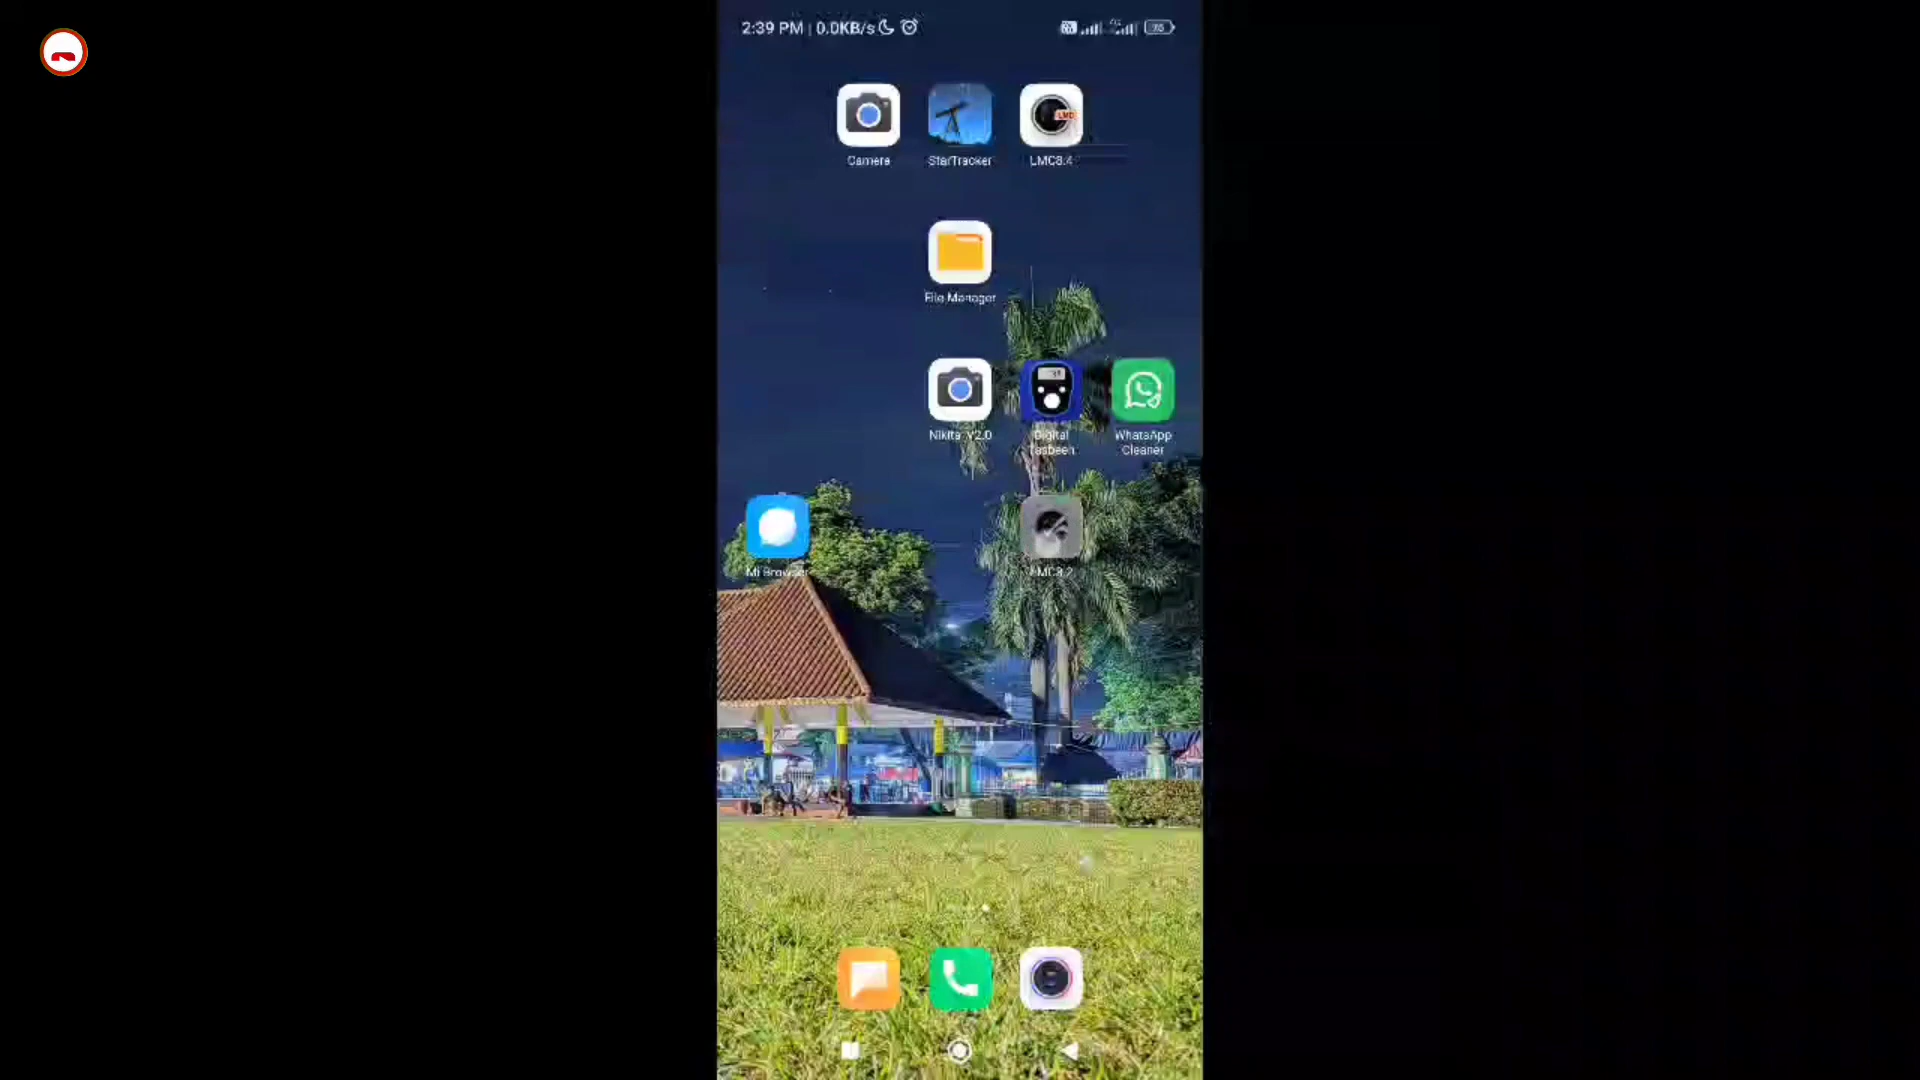 2:39 PM | 0.0KB/s
Camera
StarTracker
LMC8.4
File Manager
Nikita V2.0
Digital
Tasbeeh
WhatsApp
Cleaner
Mi Browser
LMC8.2